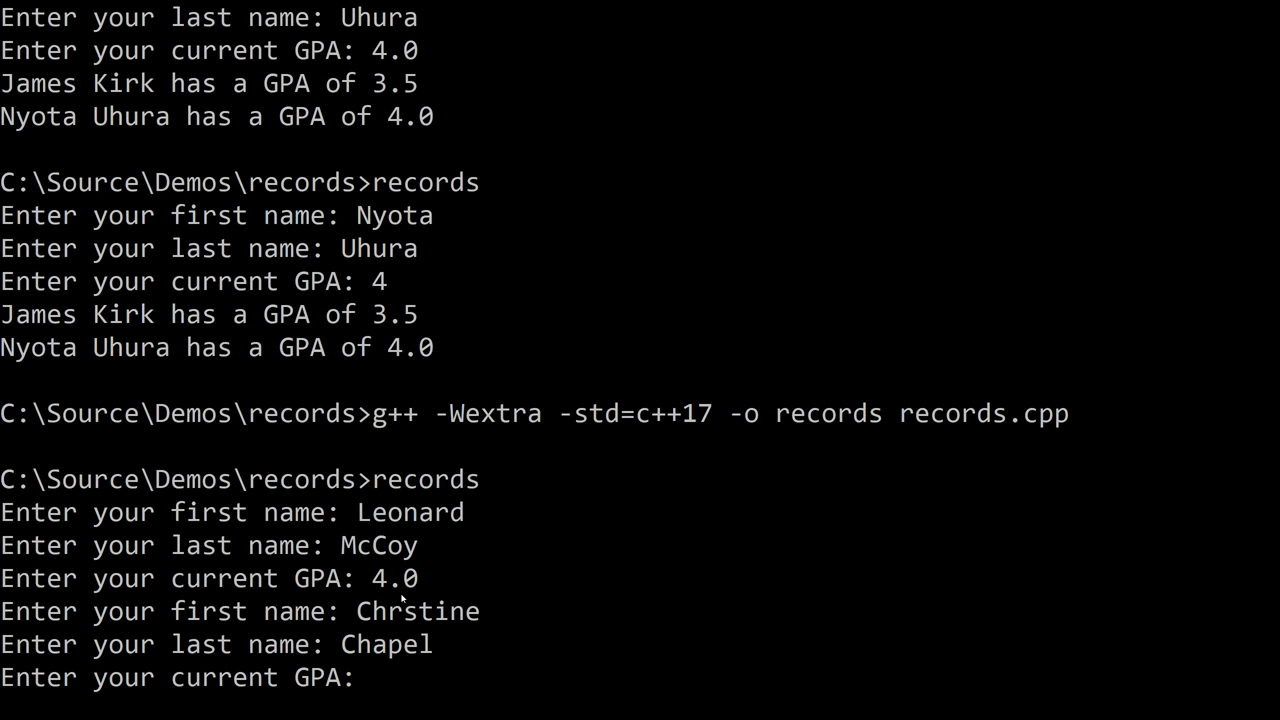 Enter your last name: Uhura
Enter your current GPA: 4.0
James Kirk has a GPA of 3.5
Nyota Uhura has a GPA of 4.0
C:\Source\Demos\records>records
Enter your first name: Nyota
Enter your last name: Uhura
Enter your current GPA: 4
James Kirk has a GPA of 3.5
Nyota Uhura has a GPA of 4.0
C:\Source\Demos\records>g++ -Wextra -std=c++17 -o records records.cpp
C:\Source\Demos\records>records
Enter your first name: Leonard
Enter your last name: McCoy
Enter your current GPA: 4.0
Enter your first name: Chrstine
Enter your last name: Chapel
Enter your current GPA: